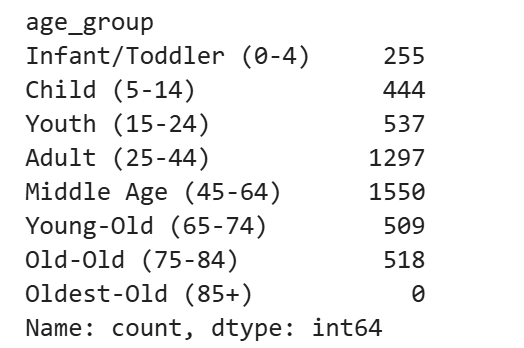 age_group
Infant/Toddler (0-4)     255
Child (5-14)             444
Youth (15-24)            537
Adult (25-44)           1297
Middle Age (45-64)      1550
Young-Old (65-74)        509
Old-Old (75-84)          518
Oldest-Old (85+)           0
Name: count, dtype: int64